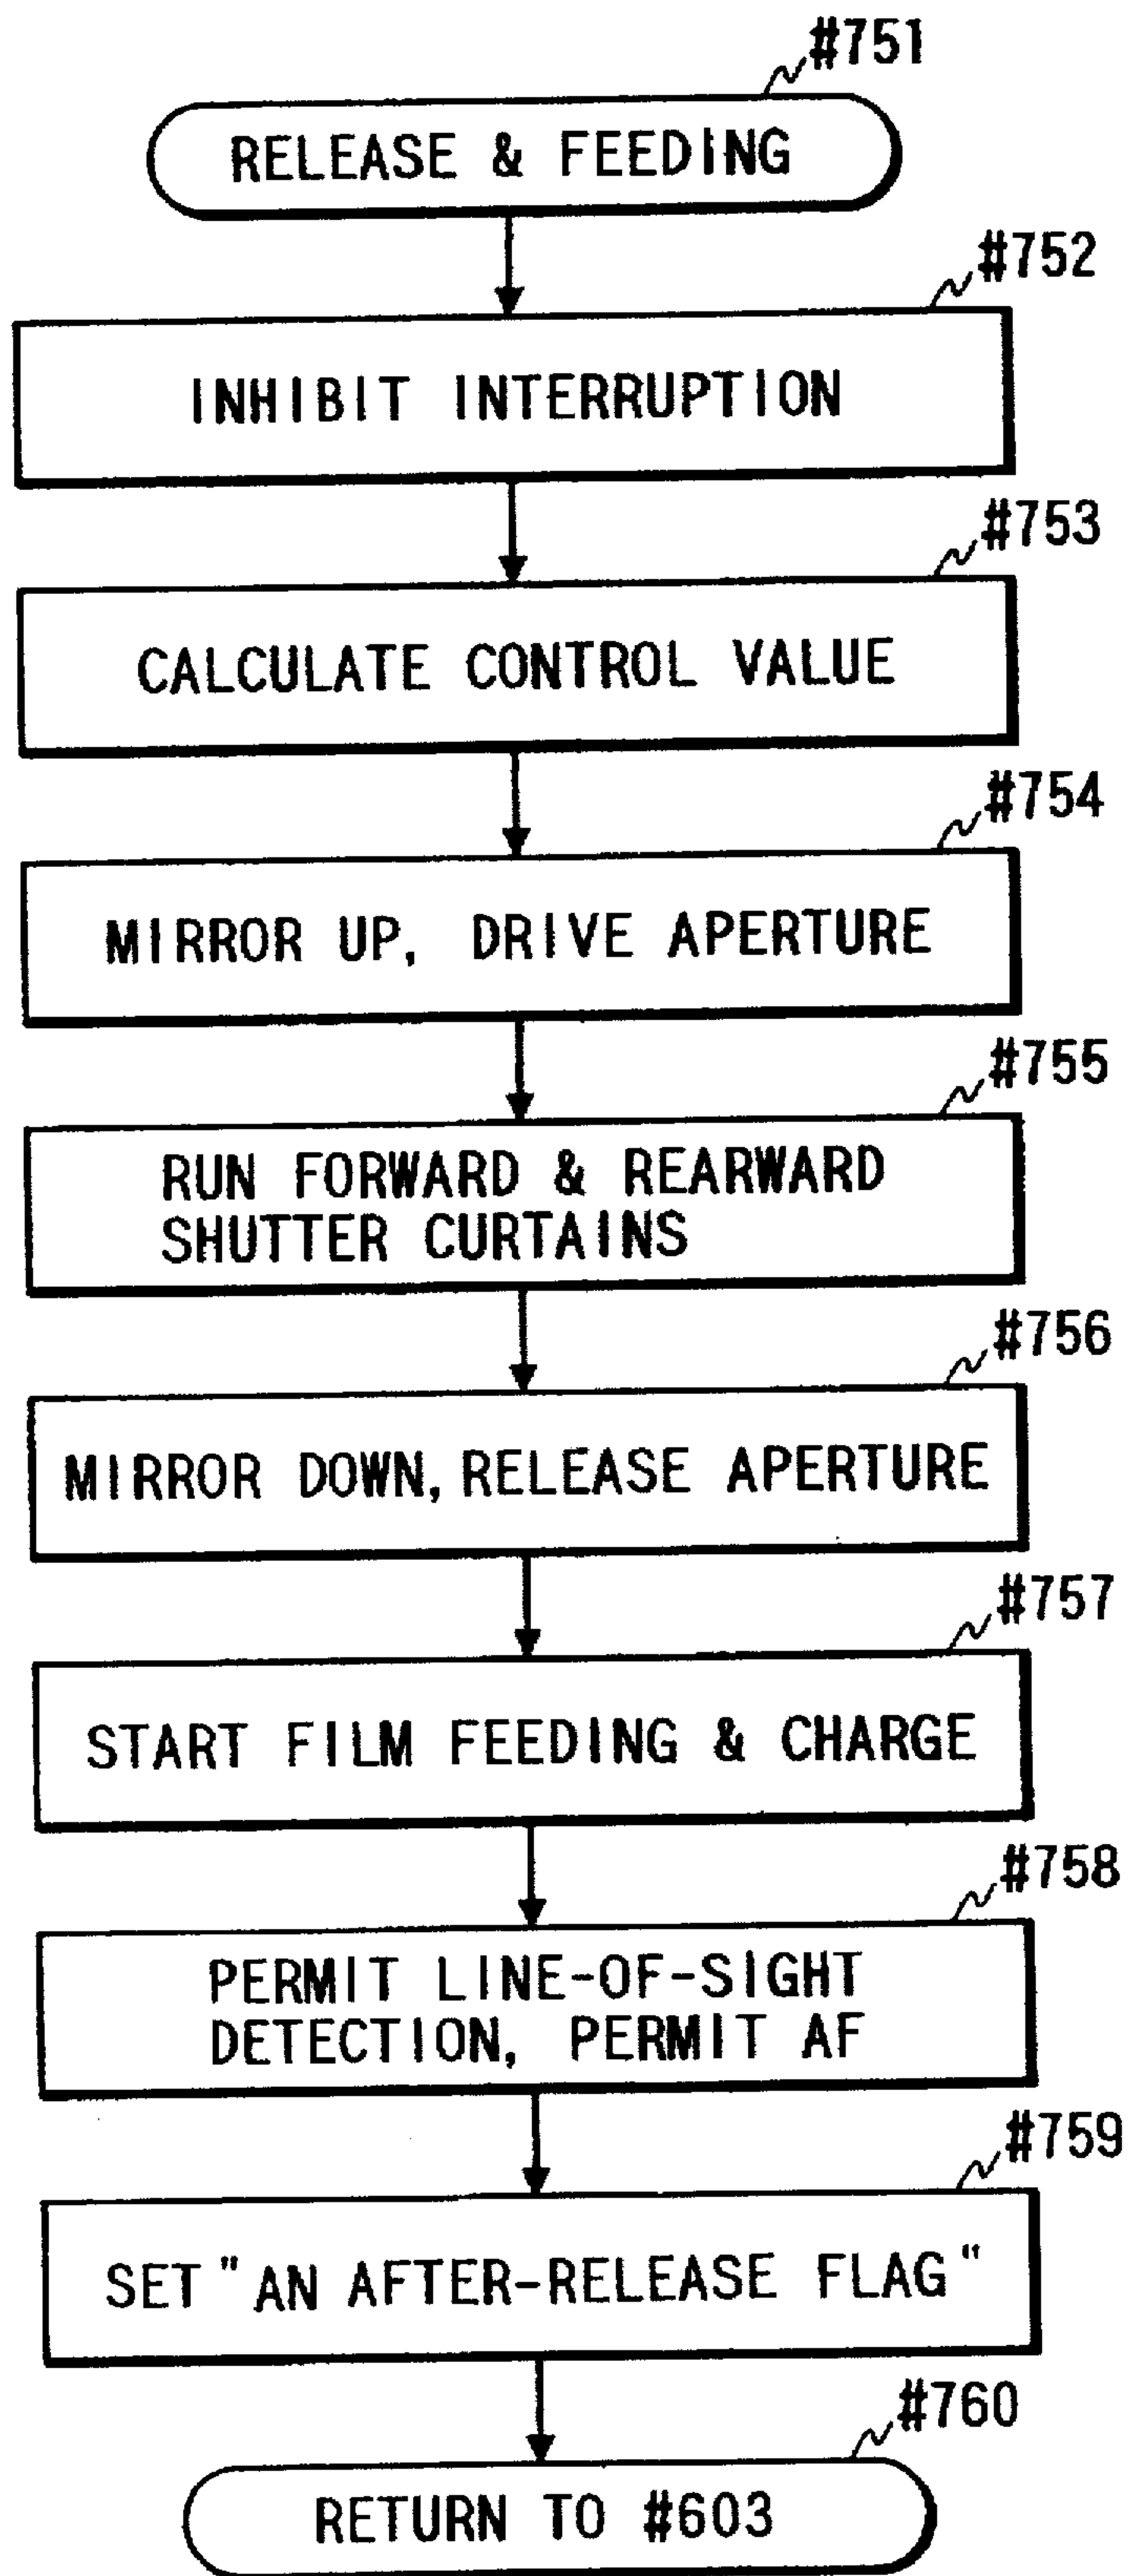 #751
RELEASE & FEEDING
#752
INHIBIT INTERRUPTION
#753
CALCULATE CONTROL VALUE
#754
MIRROR UP, DRIVE APERTURE
#755
RUN FORWARD & REARWARD
SHUTTER CURTAINS
#756
MIRROR DOWN, RELEASE APERTURE
#757
START FILM FEEDING & CHARGE
#758
PERMIT LINE-OF-SIGHT
DETECTION, PERMIT AF
#759
SET "AN AFTER-RELEASE FLAG"
#760
RETURN TO #603